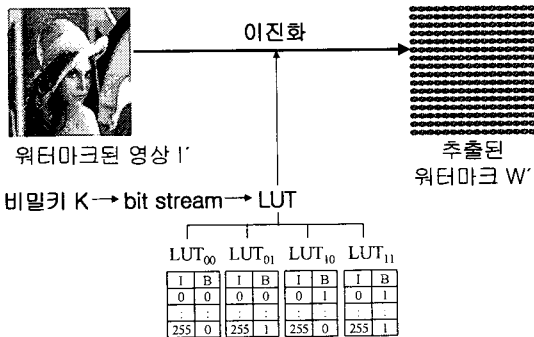 이진화
워터마크된 영상 I´
추출된
워터마크 W´
비밀키 K→bit stream→LUT
LUT00 LUT01 LUT10 LUT11
I B I B I B I B
0 0 0 0 0 1 0 1
: : : : : : : :
255 0 255 1 255 0 255 1